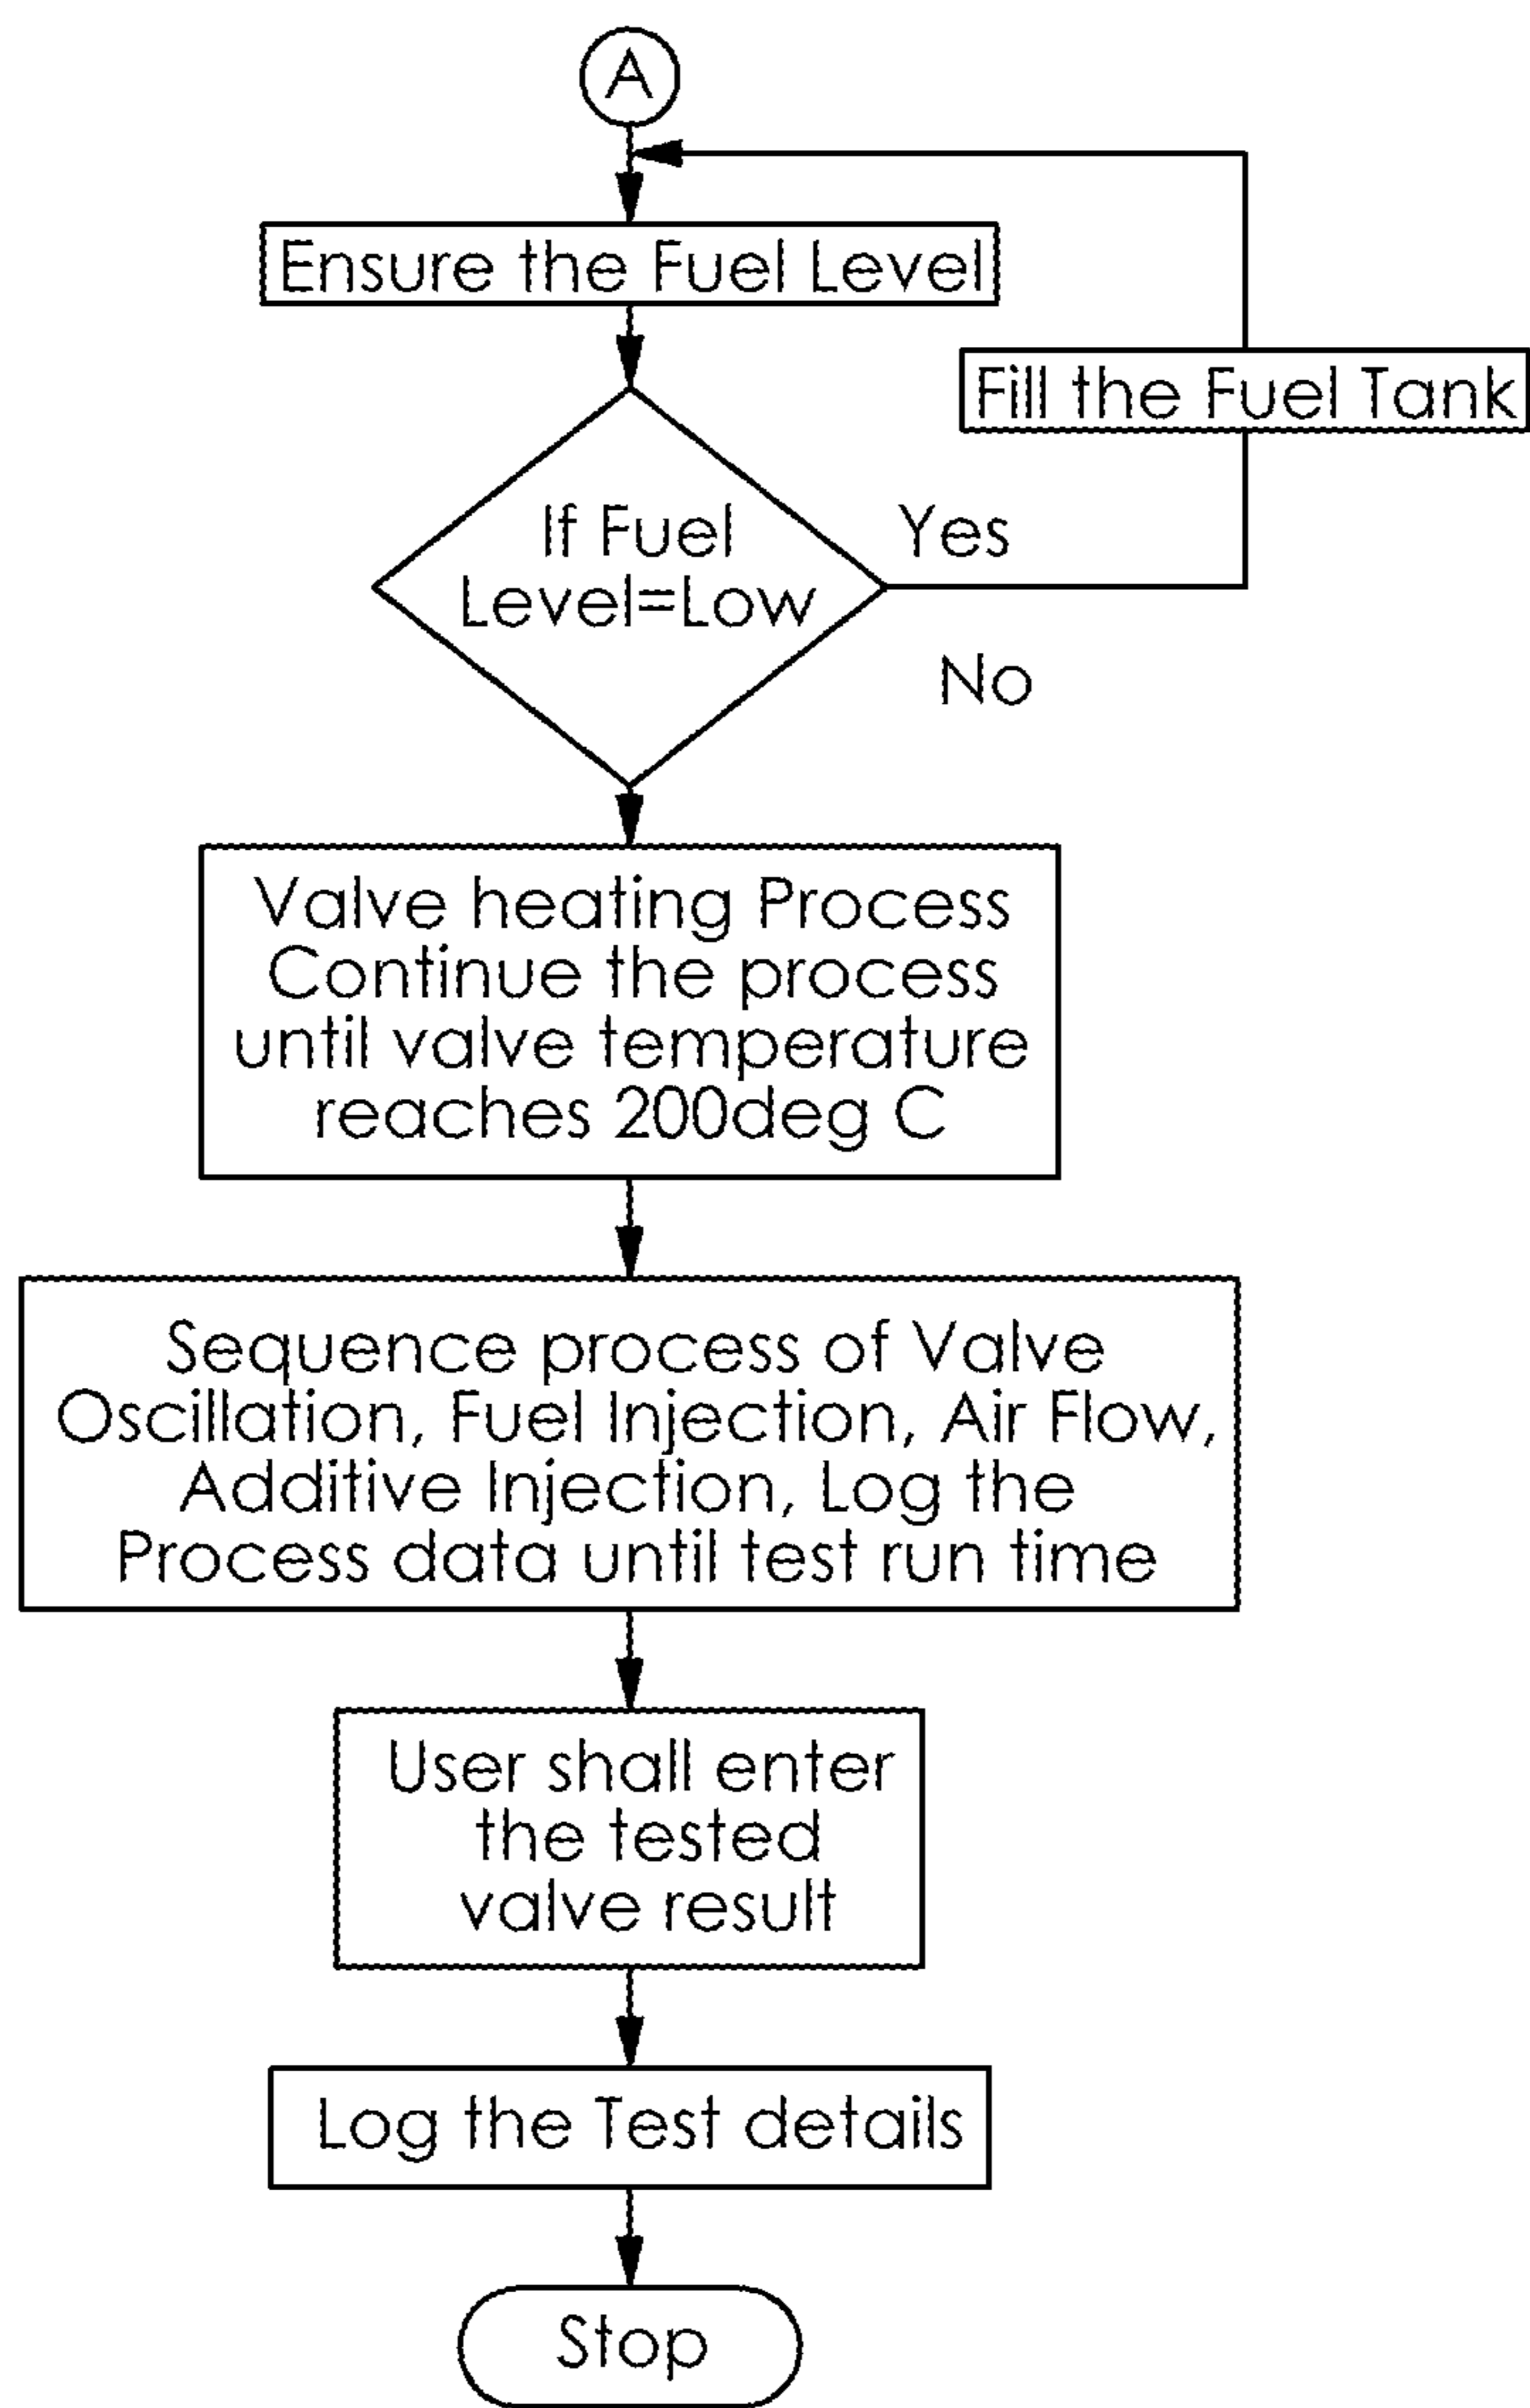 A
Ensure the Fuel Level
Fill the Fuel Tank
If Fuel
Level=Low
Yes
No
Valve heating Process
Continue the process
until valve temperature
reaches 200deg C
Sequence process of Valve
Oscillation, Fuel Injection, Air Flow,
Additive Injection, Log the
Process data until test run time
User shall enter
the tested
valve result
Log the Test details
Stop